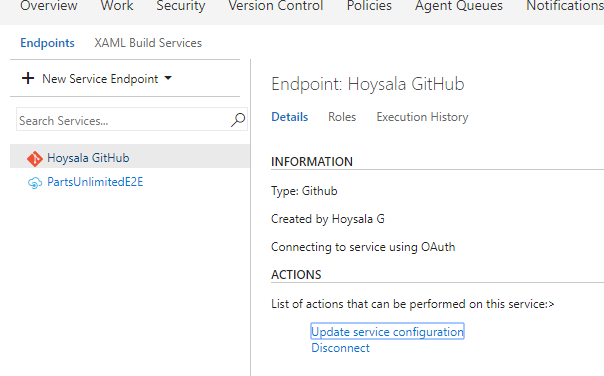 Overview Work Security Version Control Policies Agent Queues Notifications
Endpoints XAML Build Services
+ New Service Endpoint
Search Services...
Hoysala GitHub
PartsUnlimitedE2E
Endpoint: Hoysala GitHub
Details Roles Execution History
INFORMATION
Type: Github
Created by Hoysala G
Connecting to service using OAuth
ACTIONS
List of actions that can be performed on this service:>
Update service configuration
Disconnect